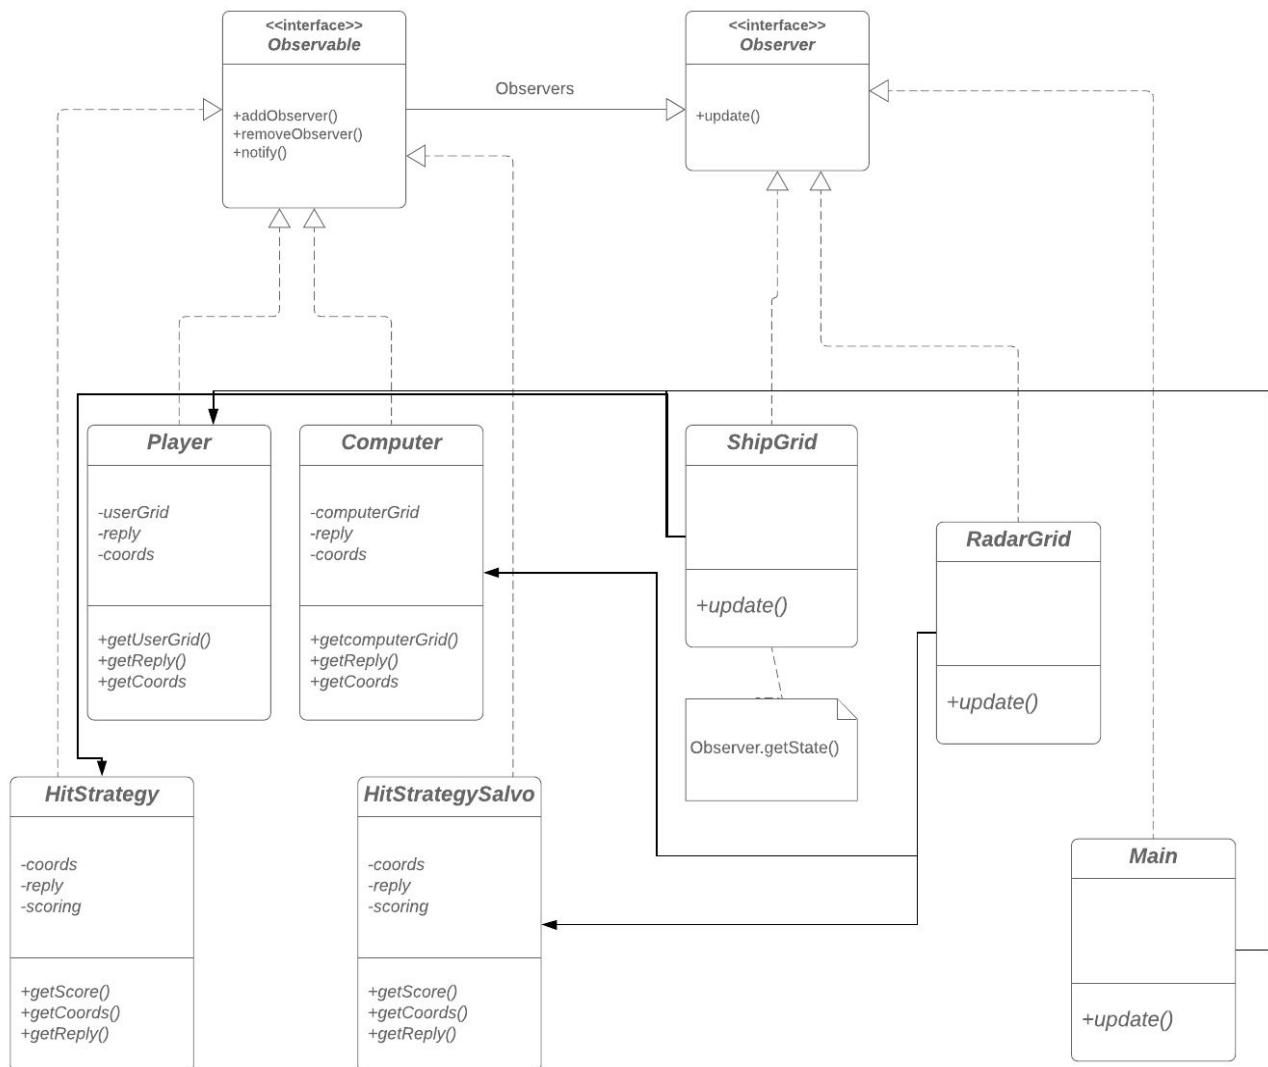 <<interface>>
Observable
+addObserver()
+removeObserver()
+notify()
Observers
<<interface>>
Observer
+update()
Player
-userGrid
-reply
-coords
+getUserGrid()
+getReply()
+getCoords
Computer
-computerGrid
-reply
-coords
+getcomputerGrid()
+getReply()
+getCoords
ShipGrid
+update()
Observer.getState()
RadarGrid
+update()
HitStrategy
-coords
-reply
-scoring
+getScore()
+getCoords()
+getReply()
HitStrategySalvo
-coords
-reply
-scoring
+getScore()
+getCoords()
+getReply()
Main
+update()